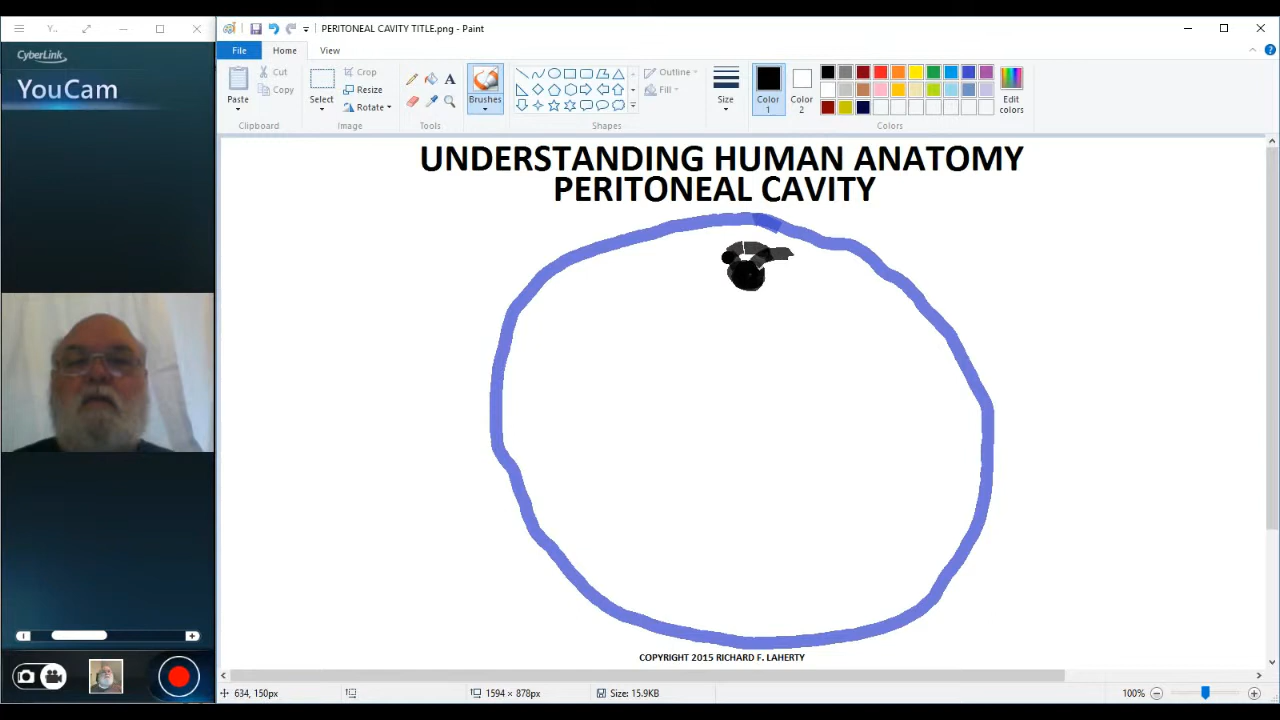 Y...
CyberLink
YouCam
PERITONEAL CAVITY TITLE.png - Paint
File
Home
View
Paste
Cut
Copy
Clipboard
Select
Crop
Resize
Rotate
Image
A
Tools
Brushes
Shapes
Outline
Fill
Size
Color 1
Color 2
Edit colors
Colors
UNDERSTANDING HUMAN ANATOMY
PERITONEAL CAVITY
COPYRIGHT 2015 RICHARD F. LAHERTY
634, 150px
1594 × 878px
Size: 15.9KB
100%